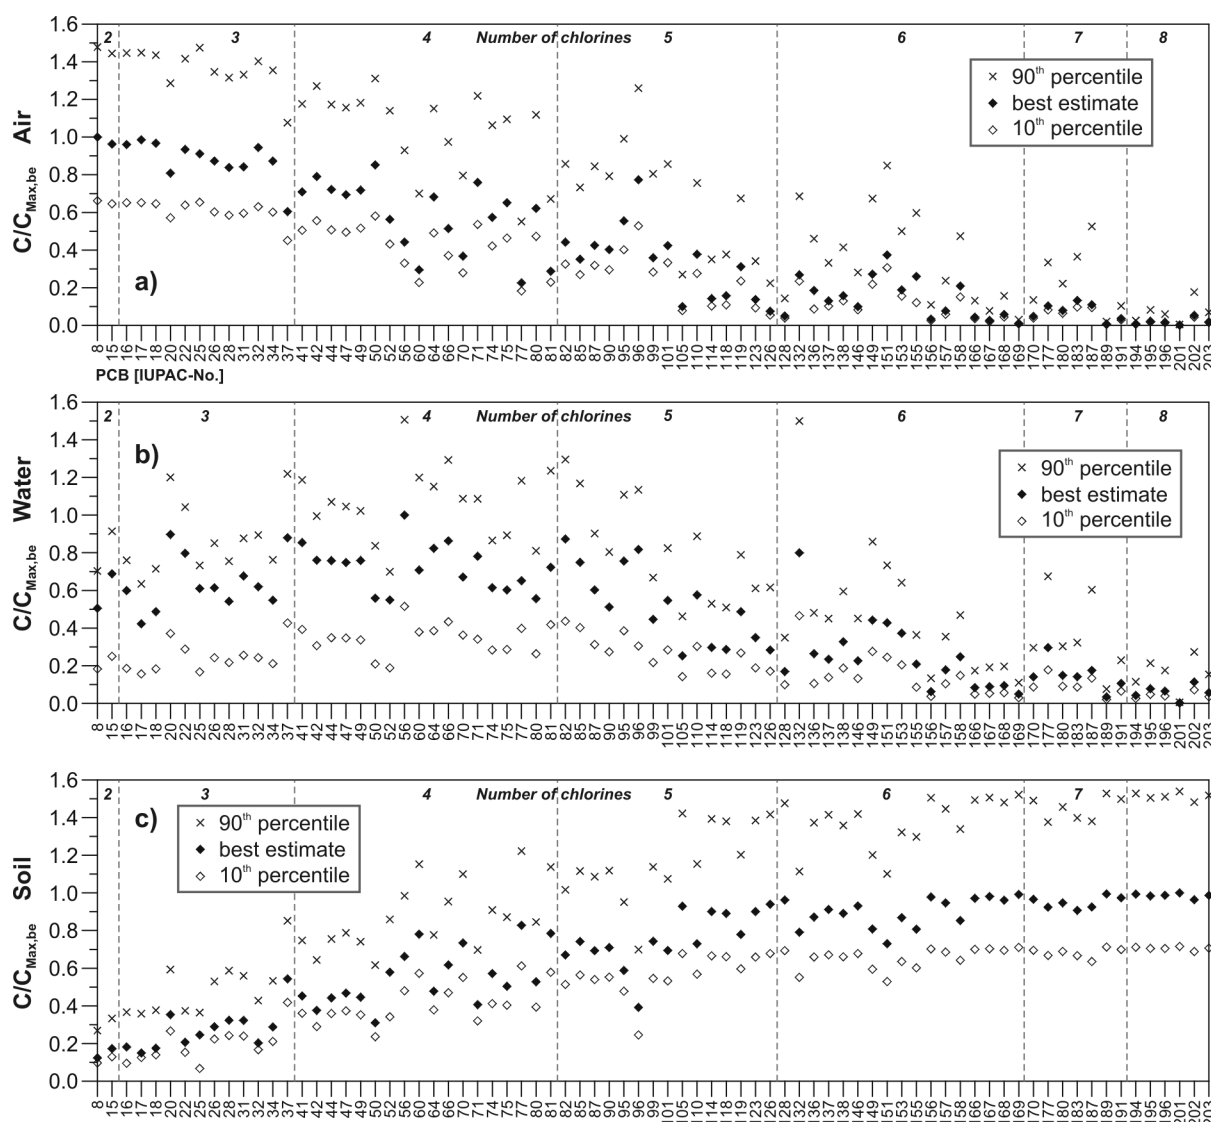 C/C_Max,be Air
1.6
1.4
1.2
1.0
0.8
0.6
0.4
0.2
0.0
2 3 4 Number of chlorines 5 6 7 8
90th percentile
best estimate
10th percentile
a)
8 15 16 17 18 20 22 25 26 28 31 32 34 37 41 42 44 47 49 50 52 56 60 64 66 70 71 74 75 77 80 81 82 85 87 90 95 96 99 101 105 110 114 118 119 123 126 128 132 136 137 138 146 149 151 153 155 156 157 158 166 167 168 169 170 177 180 183 187 189 191 194 195 196 201 202 203
PCB [IUPAC-No.]
C/C_Max,be Water
1.6
1.4
1.2
1.0
0.8
0.6
0.4
0.2
0.0
2 3 4 Number of chlorines 5 6 7 8
b)
90th percentile
best estimate
10th percentile
8 15 16 17 18 20 22 25 26 28 31 32 34 37 41 42 44 47 49 50 52 56 60 64 66 70 71 74 75 77 80 81 82 85 87 90 95 96 99 101 105 110 114 118 119 123 126 128 132 136 137 138 146 149 151 153 155 156 157 158 166 167 168 169 170 177 180 183 187 189 191 194 195 196 201 202 203
C/C_Max,be Soil
1.6
1.4
1.2
1.0
0.8
0.6
0.4
0.2
0.0
2 3 4 Number of chlorines 5 6 7
c)
90th percentile
best estimate
10th percentile
8 15 16 17 18 20 22 25 26 28 31 32 34 37 41 42 44 47 49 50 52 56 60 64 66 70 71 74 75 77 80 81 82 85 87 90 95 96 99 101 105 110 114 118 119 123 126 128 132 136 137 138 146 149 151 153 155 156 157 158 166 167 168 169 170 177 180 183 187 189 191 194 195 196 201 202 203